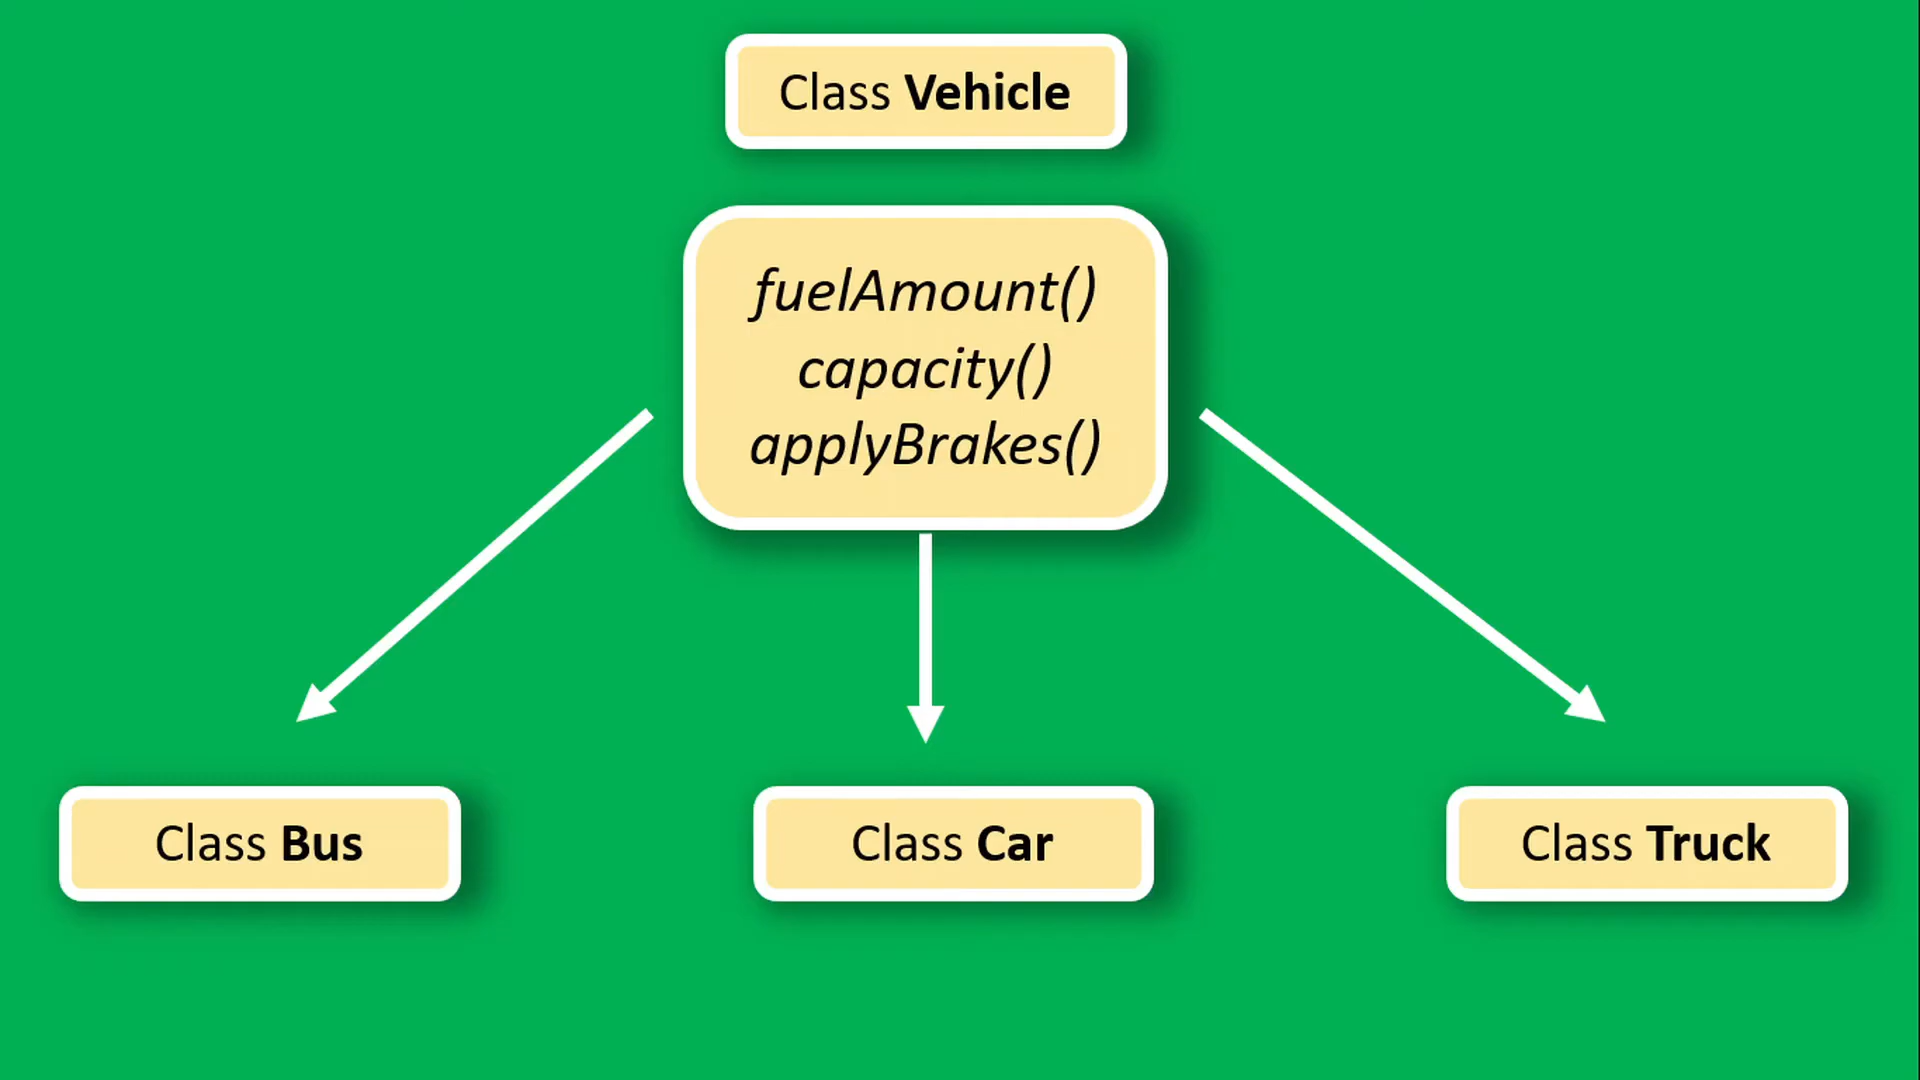 Class Vehicle
fuelAmount()
capacity()
applyBrakes()
Class Bus
Class Car
Class Truck